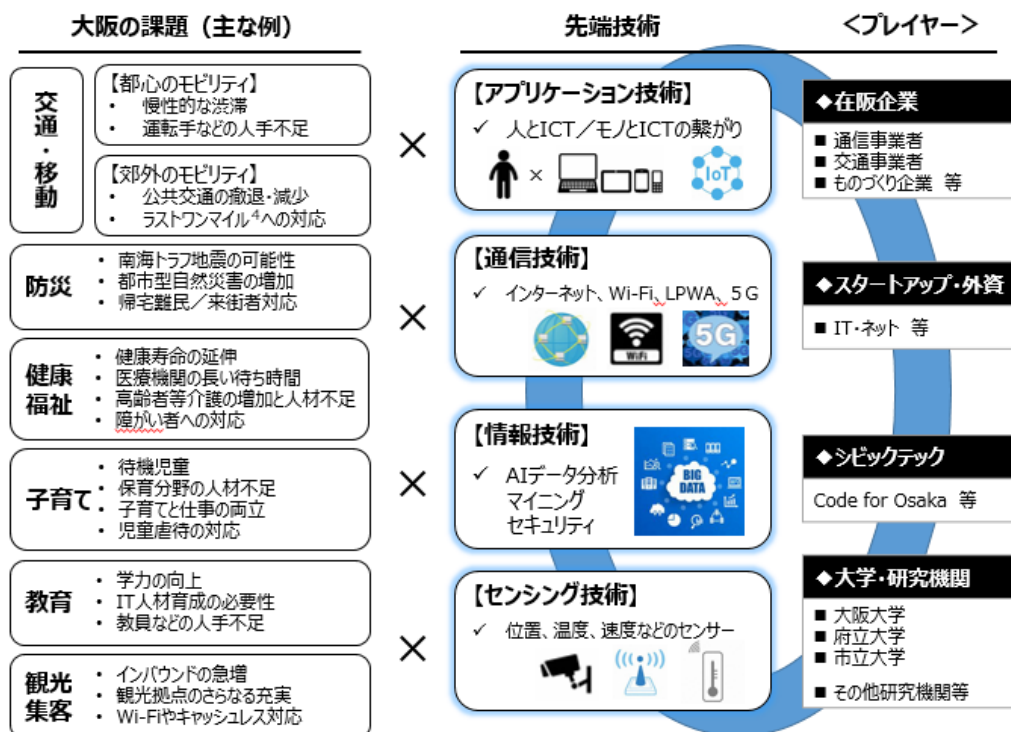 大阪の課題（主な例）
交通・移動
【都心のモビリティ】
• 慢性的な渋滞
• 運転手などの人手不足
【郊外のモビリティ】
• 公共交通の撤退・減少
• ラストワンマイル4への対応
防災
• 南海トラフ地震の可能性
• 都市型自然災害の増加
• 帰宅難民／来街者対応
健康
福祉
• 健康寿命の延伸
• 医療機関の長い待ち時間
• 高齢者等介護の増加と人材不足
• 障がい者への対応
子育て
• 待機児童
• 保育分野の人材不足
• 子育てと仕事の両立
• 児童虐待の対応
教育
• 学力の向上
• IT人材育成の必要性
• 教員などの人手不足
観光
集客
• インバウンドの急増
• 観光拠点のさらなる充実
• Wi-Fiやキャッシュレス対応
×
×
×
×
先端技術
【アプリケーション技術】
✓ 人とICT／モノとICTの繋がり
×
IoT
【通信技術】
✓ インターネット、Wi-Fi、LPWA、５G
WiFi
5G
【情報技術】
✓ AIデータ分析
マイニング
セキュリティ
BIG
DATA
【センシング技術】
✓ 位置、温度、速度などのセンサー
＜プレイヤー＞
◆在阪企業
■ 通信事業者
■ 交通事業者
■ ものづくり企業 等
◆スタートアップ・外資
■ IT・ネット 等
◆シビックテック
Code for Osaka 等
◆大学・研究機関
■ 大阪大学
■ 府立大学
■ 市立大学
■ その他研究機関等